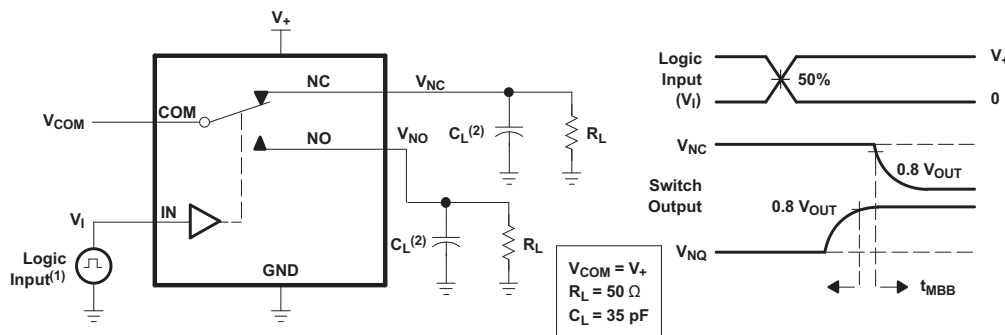 V+
NC
VNC
COM
VCOM
CL(2)
RL
NO
VNO
VI
IN
CL(2)
RL
Logic
Input(1)
GND
VCOM = V+
RL = 50 Ω
CL = 35 pF
Logic
Input
(VI)
50%
V+
0
VNC
0.8 VOUT
Switch
Output
0.8 VOUT
VNQ
tMBB